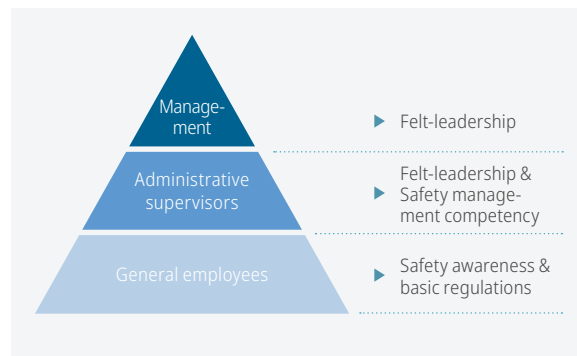 Manage-
ment
Felt-leadership
Administrative
supervisors
Felt-leadership &
Safety manage-
ment competency
General employees
Safety awareness &
basic regulations